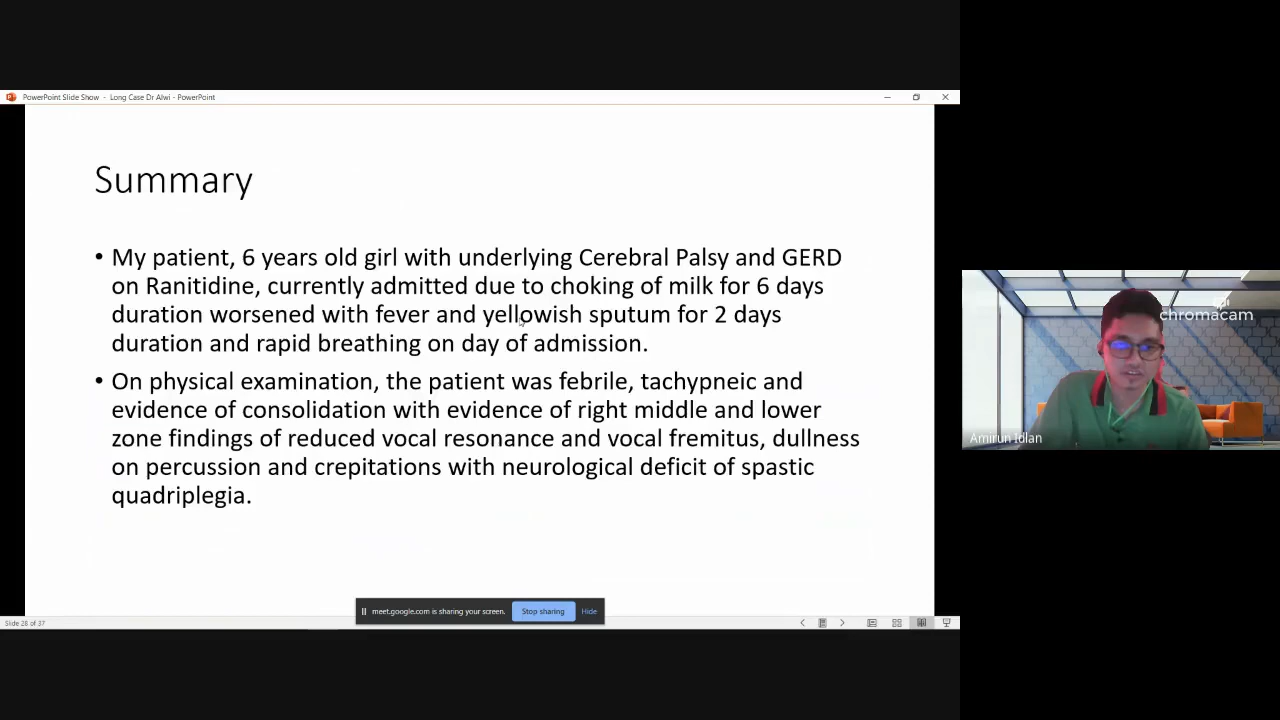 PowerPoint Slide Show - Long Case Dr Alwi - PowerPoint
Summary
• My patient, 6 years old girl with underlying Cerebral Palsy and GERD
on Ranitidine, currently admitted due to choking of milk for 6 days
duration worsened with fever and yellowish sputum for 2 days
duration and rapid breathing on day of admission.
• On physical examination, the patient was febrile, tachypneic and
evidence of consolidation with evidence of right middle and lower
zone findings of reduced vocal resonance and vocal fremitus, dullness
on percussion and crepitations with neurological deficit of spastic
quadriplegia.
meet.google.com is sharing your screen. Stop sharing Hide
Slide 28 of 37
chromacam
Amirun Idlan